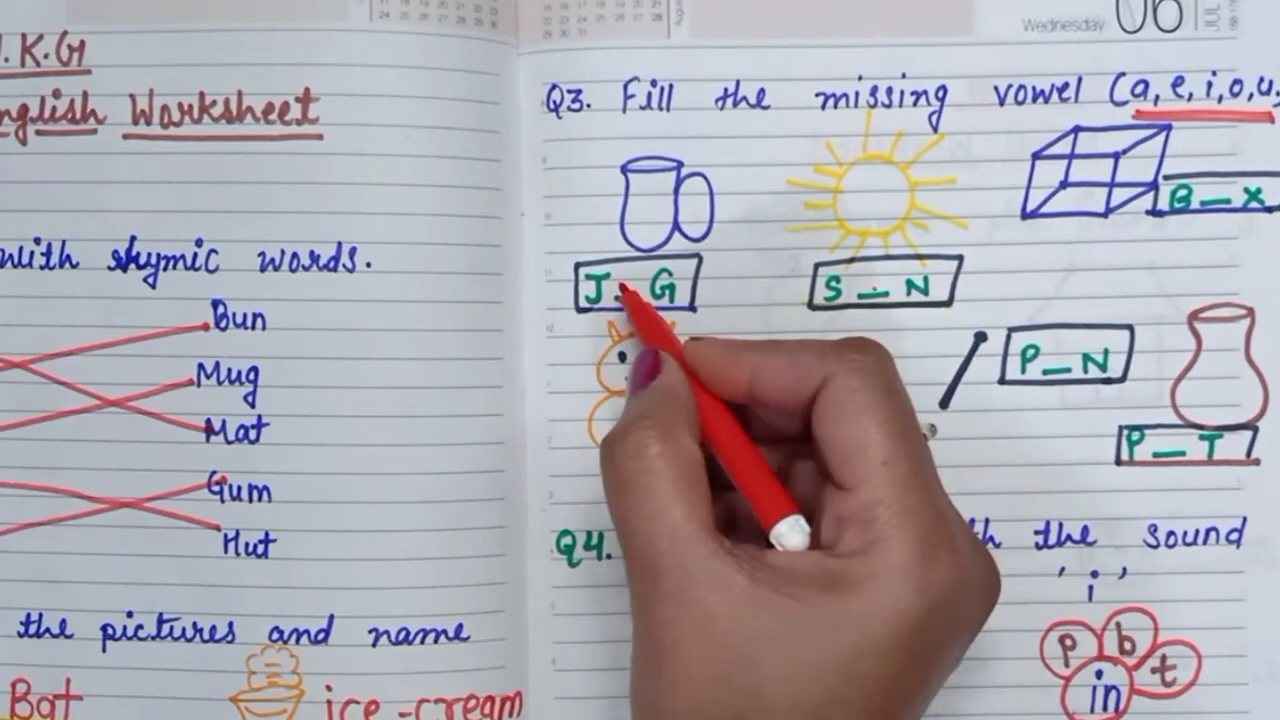 .K.G
English Worksheet
with rhymic words.
Bun
Mug
Mat
Gum
Hut
the pictures and name
Bat
ice-cream
Wednesday 06 JUL
Q3. Fill the missing vowel (a, e, i, o, u,
B_X
J_G
S_N
P_N
P_T
Q4.
the sound
'i'
p b t
in